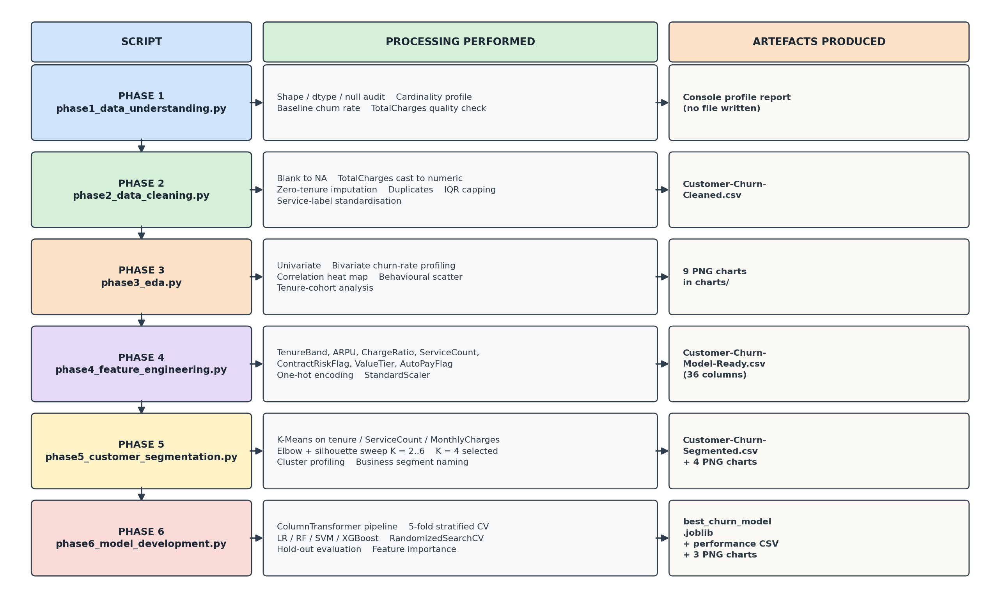 SCRIPT
PROCESSING PERFORMED
ARTEFACTS PRODUCED
PHASE 1
phase1_data_understanding.py
Shape / dtype / null audit    Cardinality profile
Baseline churn rate    TotalCharges quality check
Console profile report
(no file written)
PHASE 2
phase2_data_cleaning.py
Blank to NA    TotalCharges cast to numeric
Zero-tenure imputation    Duplicates    IQR capping
Service-label standardisation
Customer-Churn-
Cleaned.csv
PHASE 3
phase3_eda.py
Univariate    Bivariate churn-rate profiling
Correlation heat map    Behavioural scatter
Tenure-cohort analysis
9 PNG charts
in charts/
PHASE 4
phase4_feature_engineering.py
TenureBand, ARPU, ChargeRatio, ServiceCount,
ContractRiskFlag, ValueTier, AutoPayFlag
One-hot encoding    StandardScaler
Customer-Churn-
Model-Ready.csv
(36 columns)
PHASE 5
phase5_customer_segmentation.py
K-Means on tenure / ServiceCount / MonthlyCharges
Elbow + silhouette sweep K = 2..6    K = 4 selected
Cluster profiling    Business segment naming
Customer-Churn-
Segmented.csv
+ 4 PNG charts
PHASE 6
phase6_model_development.py
ColumnTransformer pipeline    5-fold stratified CV
LR / RF / SVM / XGBoost    RandomizedSearchCV
Hold-out evaluation    Feature importance
best_churn_model
.joblib
+ performance CSV
+ 3 PNG charts